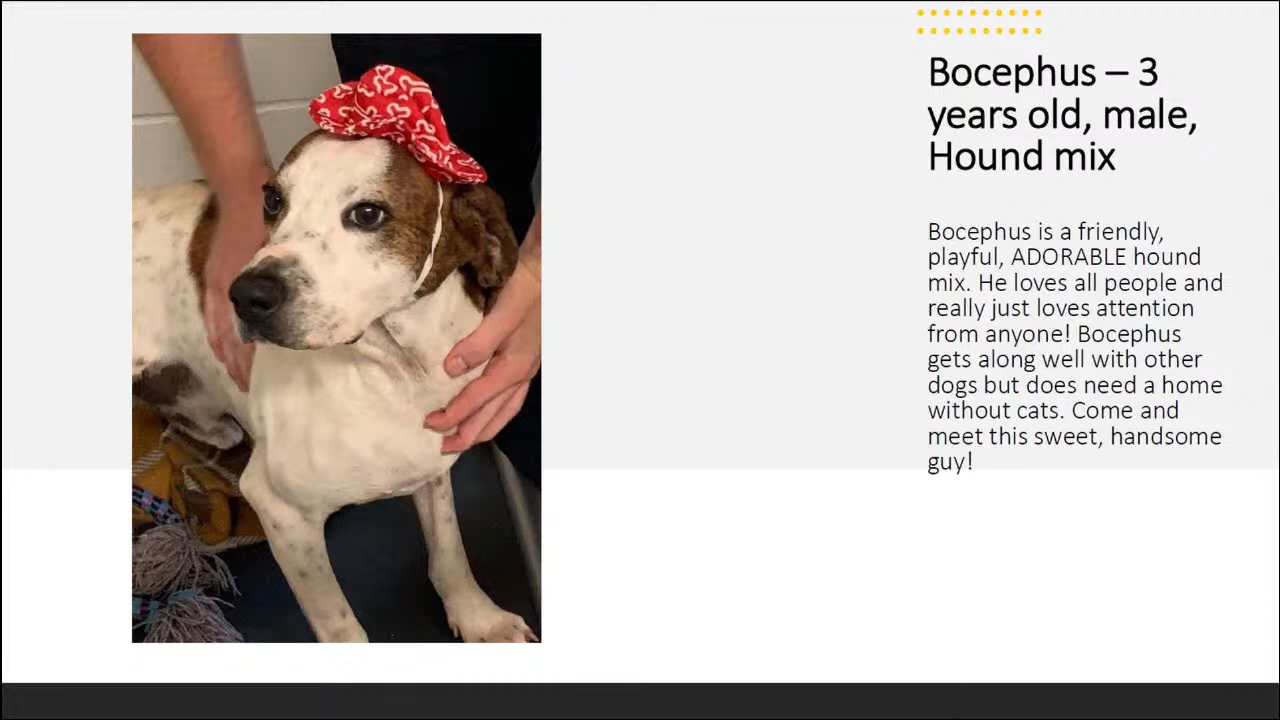 Bocephus – 3
years old, male,
Hound mix
Bocephus is a friendly,
playful, ADORABLE hound
mix. He loves all people and
really just loves attention
from anyone! Bocephus
gets along well with other
dogs but does need a home
without cats. Come and
meet this sweet, handsome
guy!